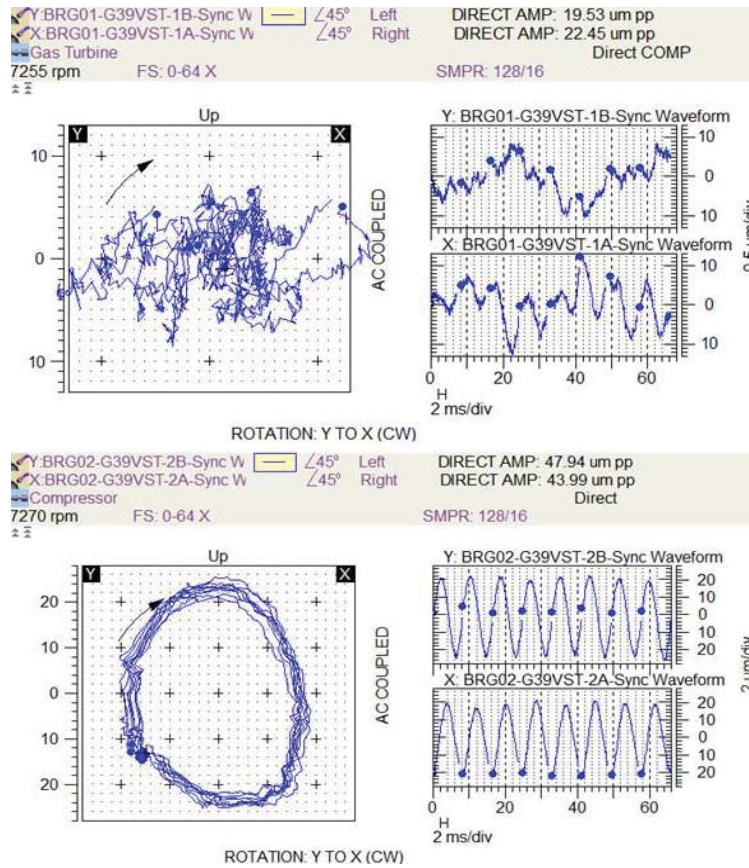 Y:BRG01-G39VST-1B-Sync W ∠45° Left DIRECT AMP: 19.53 um pp
X:BRG01-G39VST-1A-Sync W ∠45° Right DIRECT AMP: 22.45 um pp
Gas Turbine Direct COMP
7255 rpm FS: 0-64 X SMPR: 128/16
Up
Y X
10
0
10
AC COUPLED
Y: BRG01-G39VST-1B-Sync Waveform
10
0
10
X: BRG01-G39VST-1A-Sync Waveform
10
0
10
0.5 um/div
0 20 40 60
H
2 ms/div
ROTATION: Y TO X (CW)
Y:BRG02-G39VST-2B-Sync W ∠45° Left DIRECT AMP: 47.94 um pp
X:BRG02-G39VST-2A-Sync W ∠45° Right DIRECT AMP: 43.99 um pp
Compressor Direct
7270 rpm FS: 0-64 X SMPR: 128/16
Up
Y X
20
10
0
10
20
AC COUPLED
Y: BRG02-G39VST-2B-Sync Waveform
20
10
0
10
20
X: BRG02-G39VST-2A-Sync Waveform
20
10
0
10
20
2 um/div
0 20 40 60
H
2 ms/div
ROTATION: Y TO X (CW)